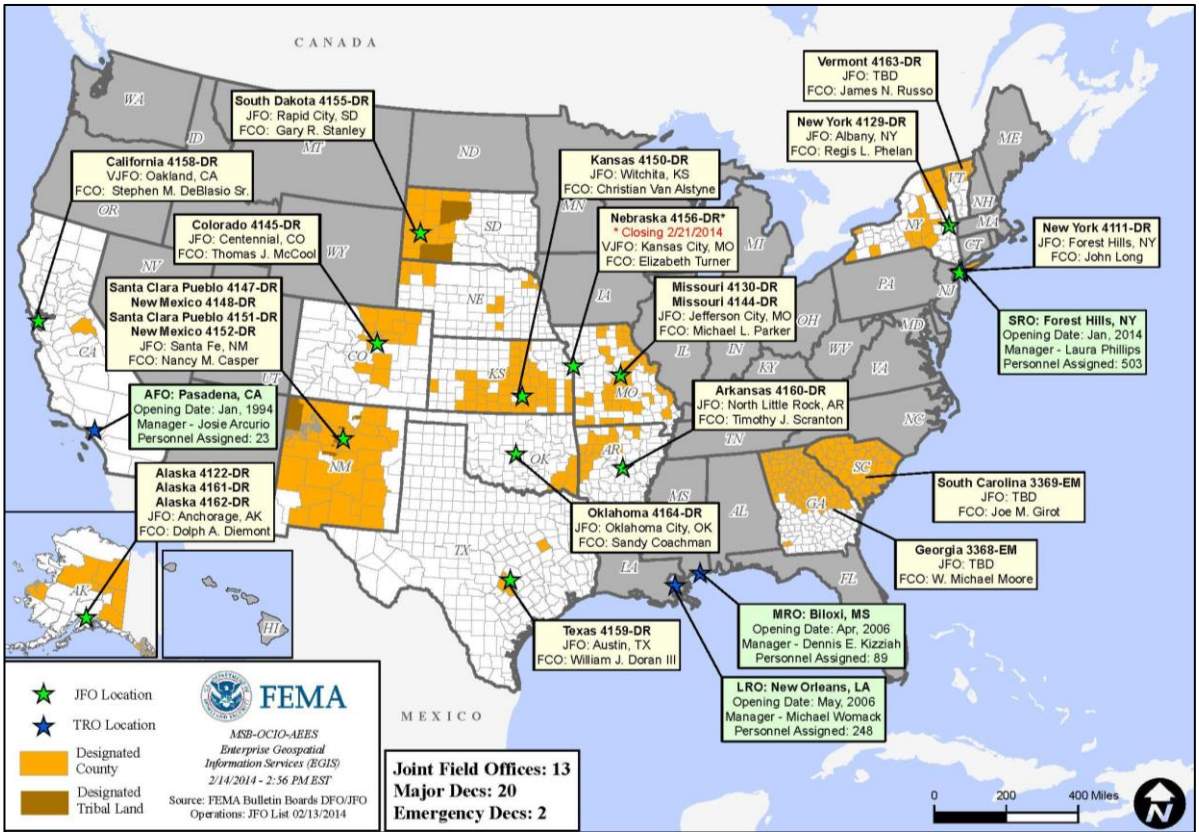 CANADA
Vermont 4163-DR
JFO: TBD
FCO: James N. Russo
South Dakota 4155-DR
JFO: Rapid City, SD
FCO: Gary R. Stanley
New York 4129-DR
JFO: Albany, NY
FCO: Regis L. Phelan
California 4158-DR
VJFO: Oakland, CA
FCO: Stephen M. DeBlasio Sr.
Kansas 4150-DR
JFO: Witchita, KS
FCO: Christian Van Alstyne
Colorado 4145-DR
JFO: Centennial, CO
FCO: Thomas J. McCool
Nebraska 4156-DR*
* Closing 2/21/2014
VJFO: Kansas City, MO
FCO: Elizabeth Turner
New York 4111-DR
JFO: Forest Hills, NY
FCO: John Long
Santa Clara Pueblo 4147-DR
New Mexico 4148-DR
Santa Clara Pueblo 4151-DR
New Mexico 4152-DR
JFO: Santa Fe, NM
FCO: Nancy M. Casper
Missouri 4130-DR
Missouri 4144-DR
JFO: Jefferson City, MO
FCO: Michael L. Parker
SRO: Forest Hills, NY
Opening Date: Jan, 2014
Manager - Laura Phillips
Personnel Assigned: 503
AFO: Pasadena, CA
Opening Date: Jan, 1994
Manager - Josie Arcurio
Personnel Assigned: 23
Arkansas 4160-DR
JFO: North Little Rock, AR
FCO: Timothy J. Scranton
Alaska 4122-DR
Alaska 4161-DR
Alaska 4162-DR
JFO: Anchorage, AK
FCO: Dolph A. Diemont
South Carolina 3369-EM
JFO: TBD
FCO: Joe M. Girot
Oklahoma 4164-DR
JFO: Oklahoma City, OK
FCO: Sandy Coachman
Georgia 3368-EM
JFO: TBD
FCO: W. Michael Moore
Texas 4159-DR
JFO: Austin, TX
FCO: William J. Doran III
MRO: Biloxi, MS
Opening Date: Apr, 2006
Manager - Dennis E. Kizziah
Personnel Assigned: 89
LRO: New Orleans, LA
Opening Date: May, 2006
Manager - Michael Womack
Personnel Assigned: 248
WA
ID
MT
ND
MN
OR
WY
SD
NV
NE
IA
MI
CA
UT
CO
KS
MO
IL
IN
OH
KY
WV
VA
PA
NJ
MD
NY
VT
NH
ME
MA
CT
NM
OK
AR
TN
NC
SC
TX
LA
MS
AL
GA
FL
AK
HI
MEXICO
JFO Location
TRO Location
Designated
County
Designated
Tribal Land
FEMA
MSB-OCIO-AEES
Enterprise Geospatial
Information Services (EGIS)
2/14/2014 - 2:56 PM EST
Source: FEMA Bulletin Boards DFO/JFO
Operations: JFO List 02/13/2014
Joint Field Offices: 13
Major Decs: 20
Emergency Decs: 2
0 200 400 Miles
N